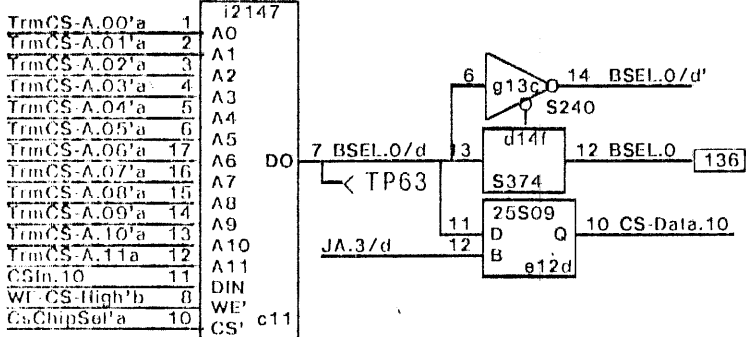 i2147
TrmCS-A.00'a 1 A0
TrmCS-A.01'a 2 A1
TrmCS-A.02'a 3 A2
TrmCS-A.03'a 4 A3
TrmCS-A.04'a 5 A4
TrmCS-A.05'a 6 A5
TrmCS-A.06'a 17 A6
TrmCS-A.07'a 16 A7
TrmCS-A.08'a 15 A8
TrmCS-A.09'a 14 A9
TrmCS-A.10'a 13 A10
TrmCS-A.11a 12 A11
CSIn.10 11 DIN
WE-CS-High'b 8 WE'
CsChipSel'a 10 CS'
c11
DO 7 BSEL.0/d
< TP63
6 g13c 14 BSEL.0/d'
S240
13 d14f 12 BSEL.0 136
S374
25S09
11 D Q 10 CS-Data.10
JA.3/d 12 B
e12d